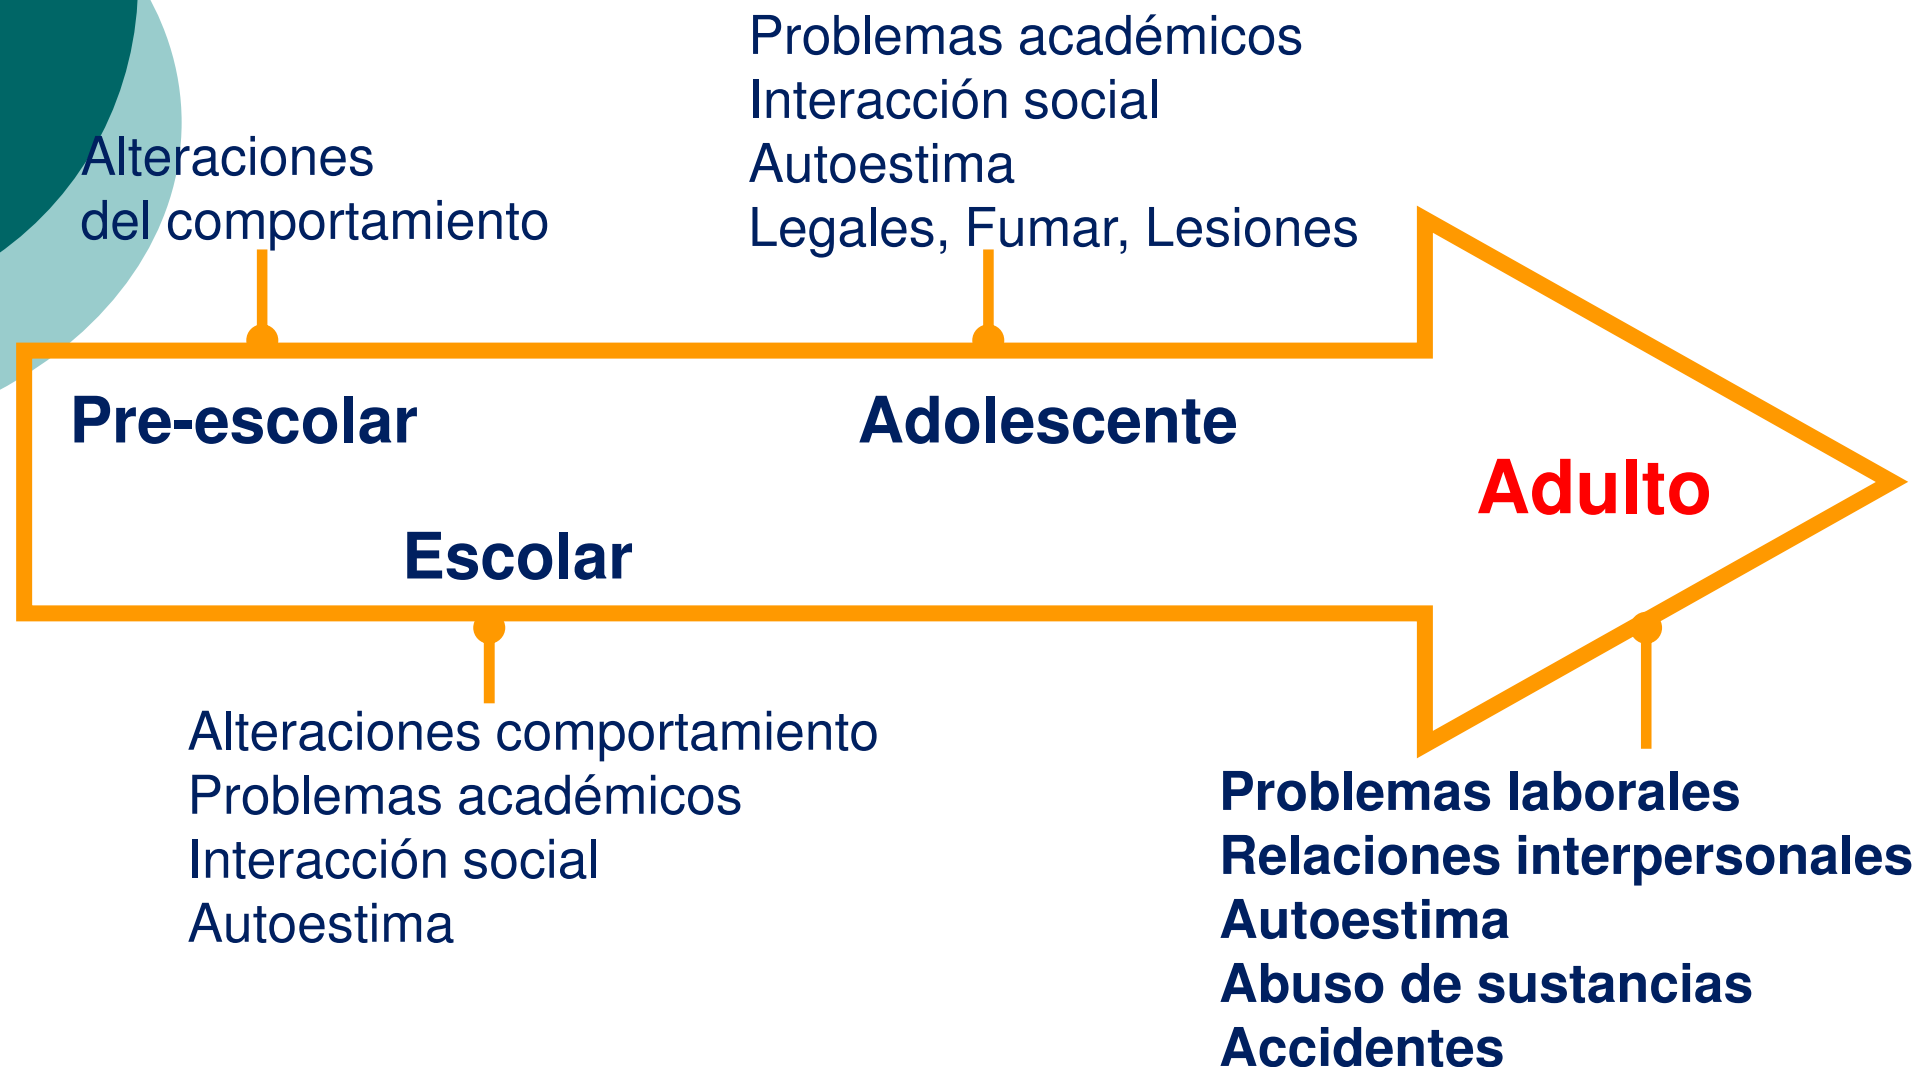 Alteraciones
del comportamiento
Problemas académicos
Interacción social
Autoestima
Legales, Fumar, Lesiones
Pre-escolar
Adolescente
Adulto
Escolar
Alteraciones comportamiento
Problemas académicos
Interacción social
Autoestima
Problemas laborales
Relaciones interpersonales
Autoestima
Abuso de sustancias
Accidentes